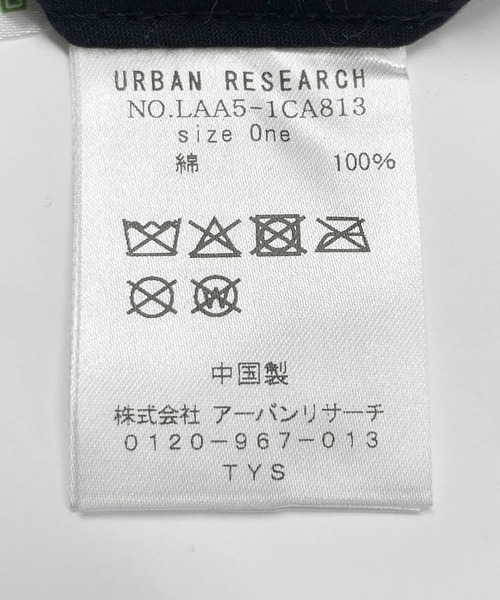 URBAN RESEARCH
NO.LAA5-1CA813
size One
綿 100%
中国製
株式会社 アーバンリサーチ
0120-967-013
TYS